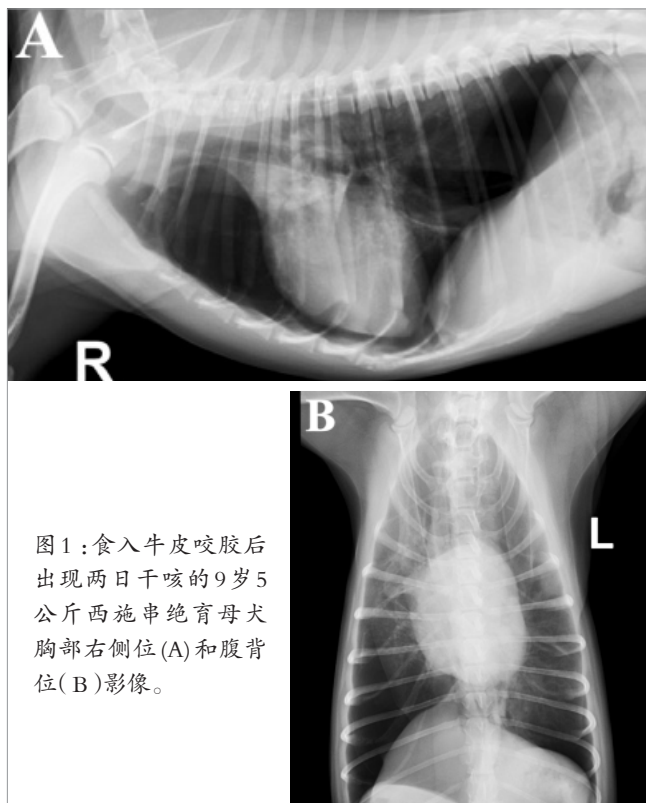 A
R
B
L
图1:食入牛皮咬胶后
出现两日干咳的9岁5
公斤西施串绝育母犬
胸部右侧位(A)和腹背
位(B)影像。